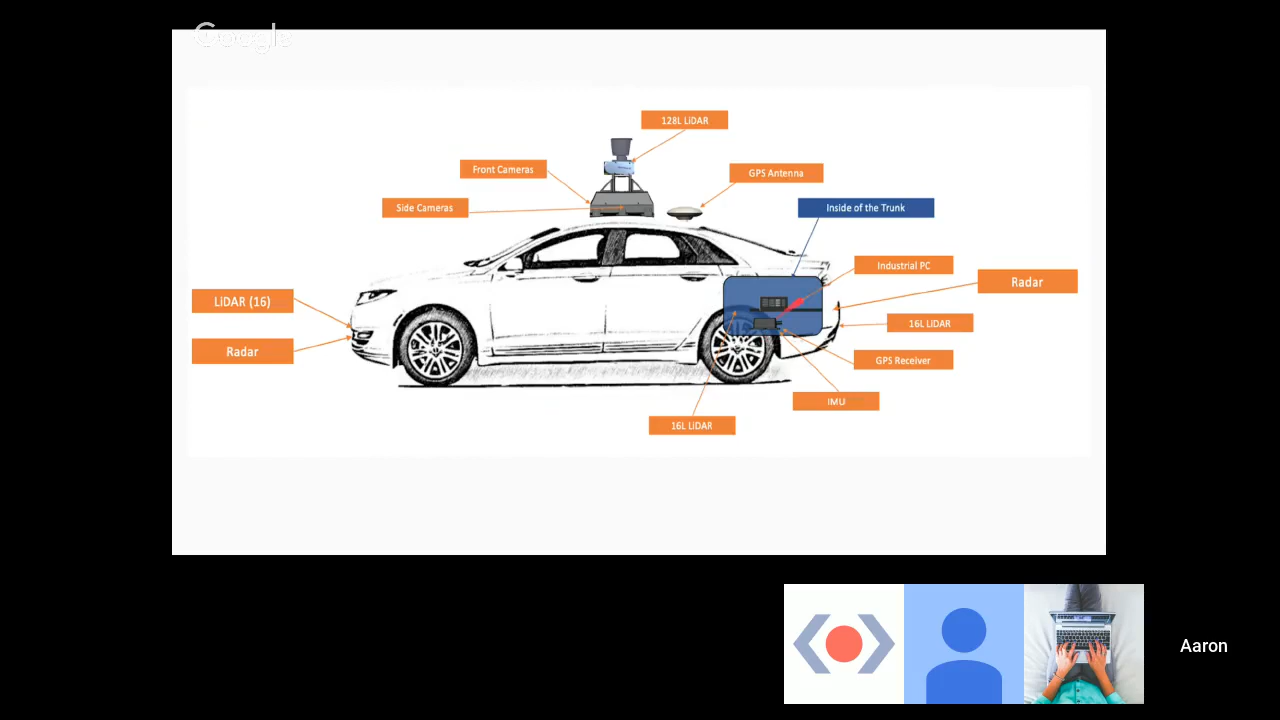 Google
128L LiDAR
Front Cameras
GPS Antenna
Side Cameras
Inside of the Trunk
Industrial PC
Radar
LiDAR (16)
16L LiDAR
Radar
GPS Receiver
IMU
16L LiDAR
Aaron